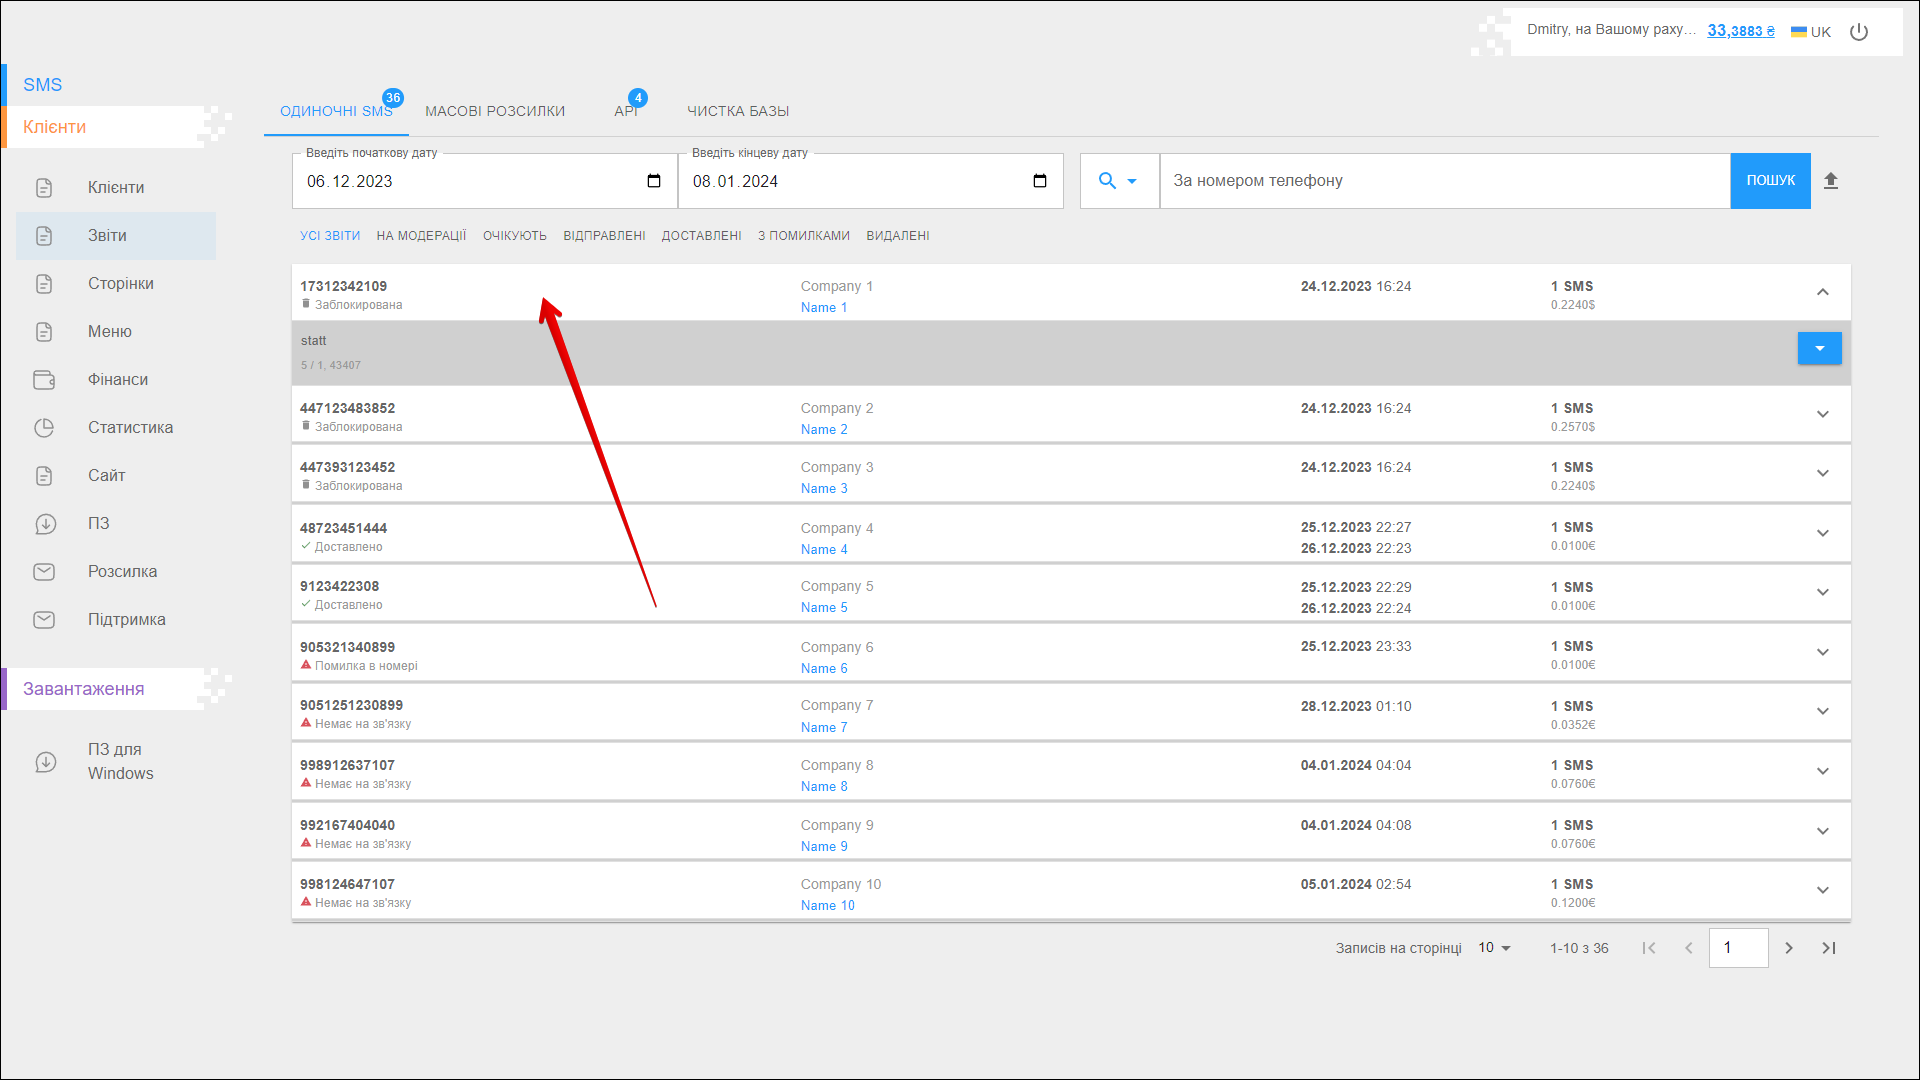 Dmitry, на Вашому раху... 33,3883 ₴ UK
SMS
Клієнти
Клієнти
Звіти
Сторінки
Меню
Фінанси
Статистика
Сайт
ПЗ
Розсилка
Підтримка
Завантаження
ПЗ для
Windows
ОДИНОЧНІ SMS 36 МАСОВІ РОЗСИЛКИ API 4 ЧИСТКА БАЗЫ
Введіть початкову дату Введіть кінцеву дату
06.12.2023 08.01.2024 За номером телефону ПОШУК
УСІ ЗВІТИ НА МОДЕРАЦІЇ ОЧІКУЮТЬ ВІДПРАВЛЕНІ ДОСТАВЛЕНІ З ПОМИЛКАМИ ВИДАЛЕНІ
17312342109 Company 1 24.12.2023 16:24 1 SMS
Заблокирована Name 1 0.2240$
statt
5 / 1, 43407
447123483852 Company 2 24.12.2023 16:24 1 SMS
Заблокирована Name 2 0.2570$
447393123452 Company 3 24.12.2023 16:24 1 SMS
Заблокирована Name 3 0.2240$
48723451444 Company 4 25.12.2023 22:27 1 SMS
Доставлено Name 4 26.12.2023 22:23 0.0100€
9123422308 Company 5 25.12.2023 22:29 1 SMS
Доставлено Name 5 26.12.2023 22:24 0.0100€
905321340899 Company 6 25.12.2023 23:33 1 SMS
Помилка в номері Name 6 0.0100€
9051251230899 Company 7 28.12.2023 01:10 1 SMS
Немає на зв'язку Name 7 0.0352€
998912637107 Company 8 04.01.2024 04:04 1 SMS
Немає на зв'язку Name 8 0.0760€
992167404040 Company 9 04.01.2024 04:08 1 SMS
Немає на зв'язку Name 9 0.0760€
998124647107 Company 10 05.01.2024 02:54 1 SMS
Немає на зв'язку Name 10 0.1200€
Записів на сторінці 10 1-10 з 36 1